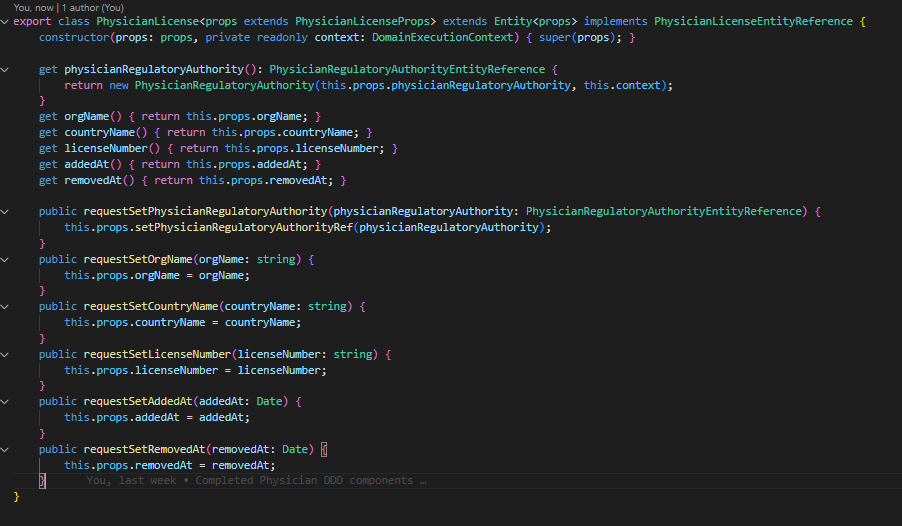 You, now | 1 author (You)
export class PhysicianLicense<props extends PhysicianLicenseProps> extends Entity<props> implements PhysicianLicenseEntityReference {
    constructor(props: props, private readonly context: DomainExecutionContext) { super(props); }

    get physicianRegulatoryAuthority(): PhysicianRegulatoryAuthorityEntityReference {
        return new PhysicianRegulatoryAuthority(this.props.physicianRegulatoryAuthority, this.context);
    }
    get orgName() { return this.props.orgName; }
    get countryName() { return this.props.countryName; }
    get licenseNumber() { return this.props.licenseNumber; }
    get addedAt() { return this.props.addedAt; }
    get removedAt() { return this.props.removedAt; }

    public requestSetPhysicianRegulatoryAuthority(physicianRegulatoryAuthority: PhysicianRegulatoryAuthorityEntityReference) {
        this.props.setPhysicianRegulatoryAuthorityRef(physicianRegulatoryAuthority);
    }
    public requestSetOrgName(orgName: string) {
        this.props.orgName = orgName;
    }
    public requestSetCountryName(countryName: string) {
        this.props.countryName = countryName;
    }
    public requestSetLicenseNumber(licenseNumber: string) {
        this.props.licenseNumber = licenseNumber;
    }
    public requestSetAddedAt(addedAt: Date) {
        this.props.addedAt = addedAt;
    }
    public requestSetRemovedAt(removedAt: Date) {
        this.props.removedAt = removedAt;
    }    You, last week • Completed Physician DDD components …
}